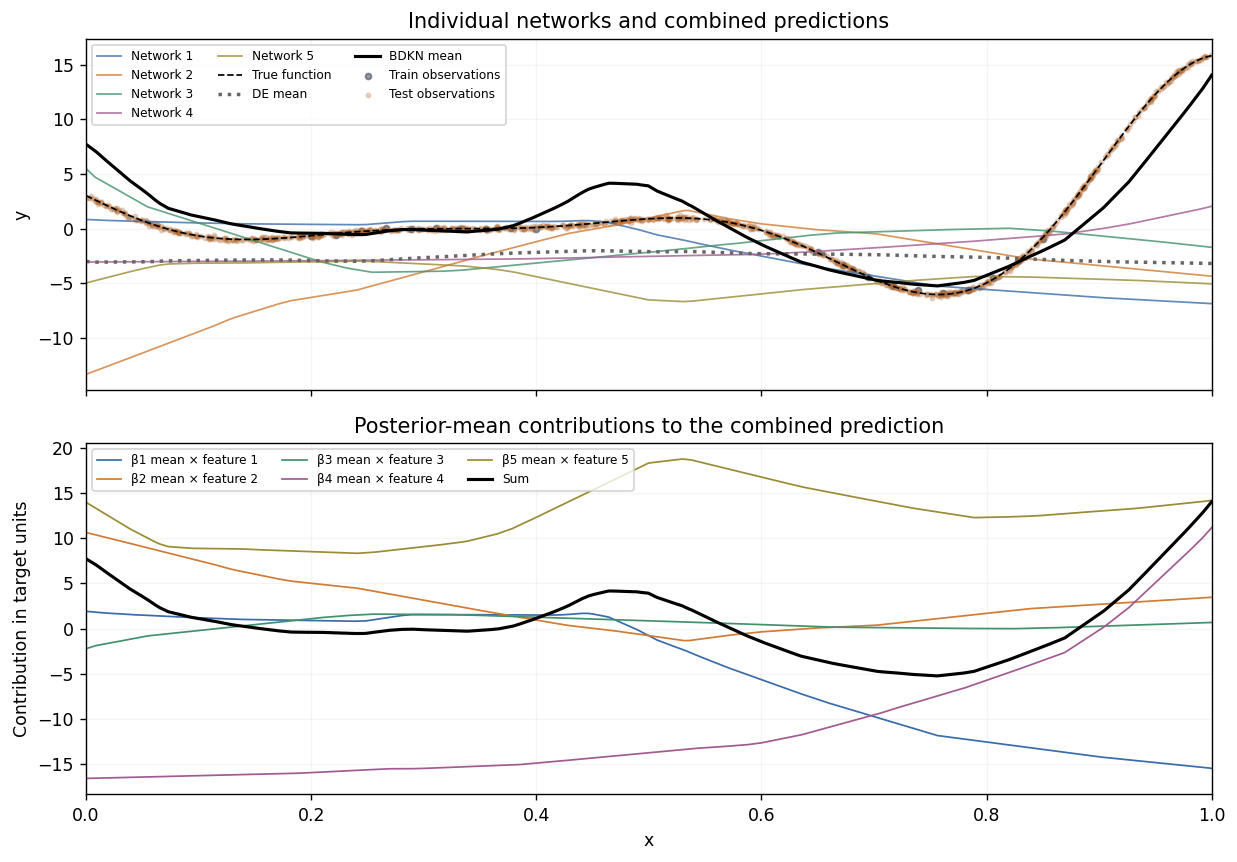 Individual networks and combined predictions
Network 1
Network 2
Network 3
Network 4
Network 5
True function
DE mean
BDKN mean
Train observations
Test observations
15
10
5
0
−5
−10
y
Posterior-mean contributions to the combined prediction
β1 mean × feature 1
β2 mean × feature 2
β3 mean × feature 3
β4 mean × feature 4
β5 mean × feature 5
Sum
20
15
10
5
0
−5
−10
−15
Contribution in target units
0.0 0.2 0.4 0.6 0.8 1.0
x